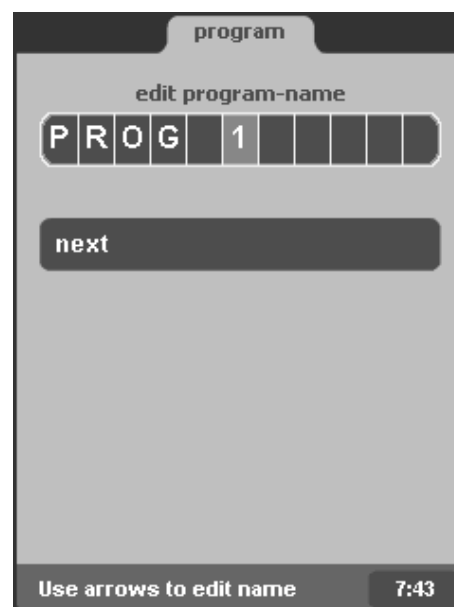 program
edit program-name
PROG 1
next
Use arrows to edit name 7:43